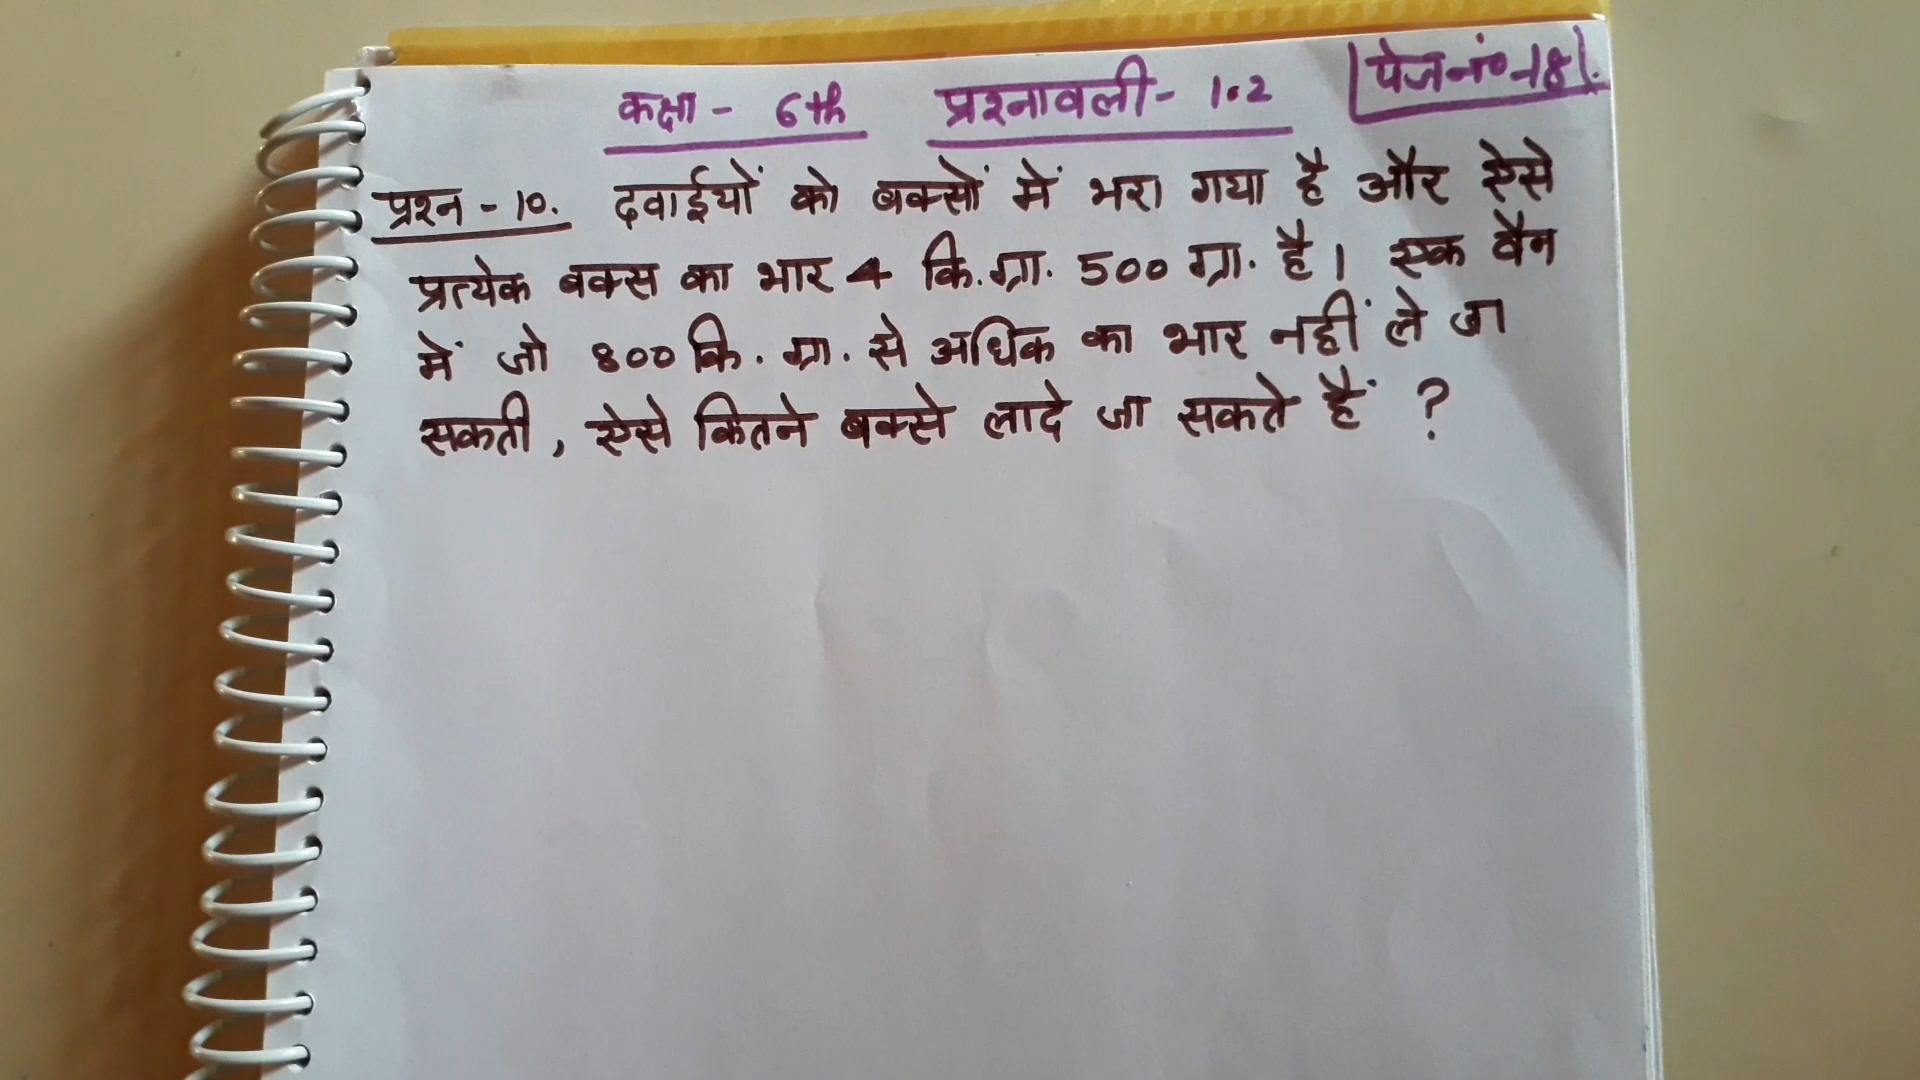 कक्षा - 6th प्रश्नावली - 1.2 पेज नं० -18.
प्रश्न - 10. दवाईयों को बक्सों में भरा गया है और ऐसे
प्रत्येक बक्स का भार 4 कि.ग्रा. 500 ग्रा. है। एक वैन
में जो 800 कि. ग्रा. से अधिक का भार नहीं ले जा
सकती, ऐसे कितने बक्से लादे जा सकते हैं ?